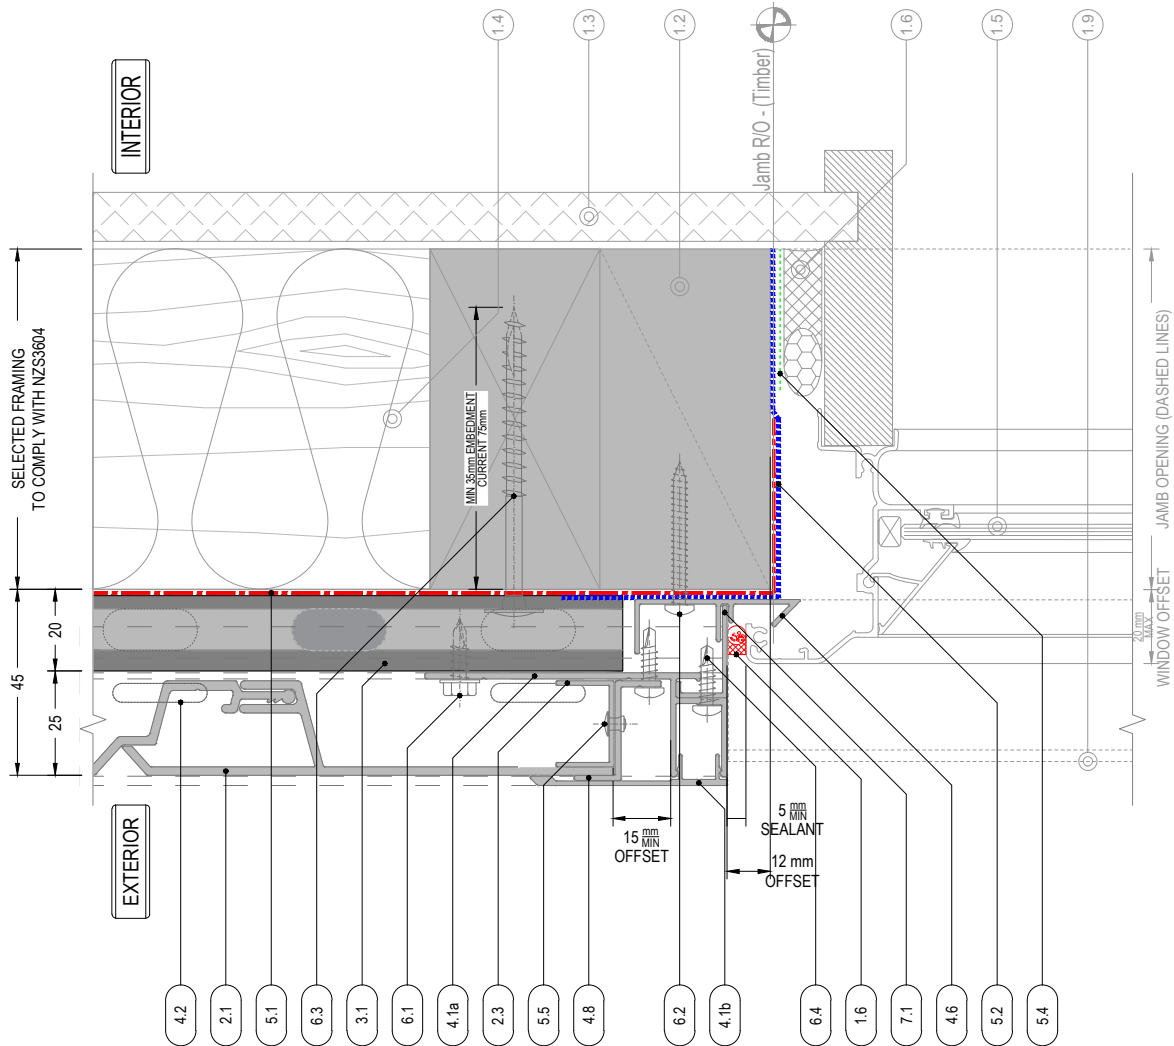 1.4
1.3
1.2
1.6
1.5
1.9
Jamb R/O - (Timber)
INTERIOR
SELECTED FRAMING
TO COMPLY WITH NZS3604
MIN 35mm EMBEDMENT
CURRENT 75mm
JAMB OPENING (DASHED LINES)
20 mm
MAX
WINDOW OFFSET
45
20
25
EXTERIOR
15 mm
MIN
OFFSET
5 mm
MIN
SEALANT
12 mm
OFFSET
4.2
2.1
5.1
6.3
3.1
6.1
4.1a
2.3
5.5
4.8
6.2
4.1b
6.4
1.6
7.1
4.6
5.2
5.4